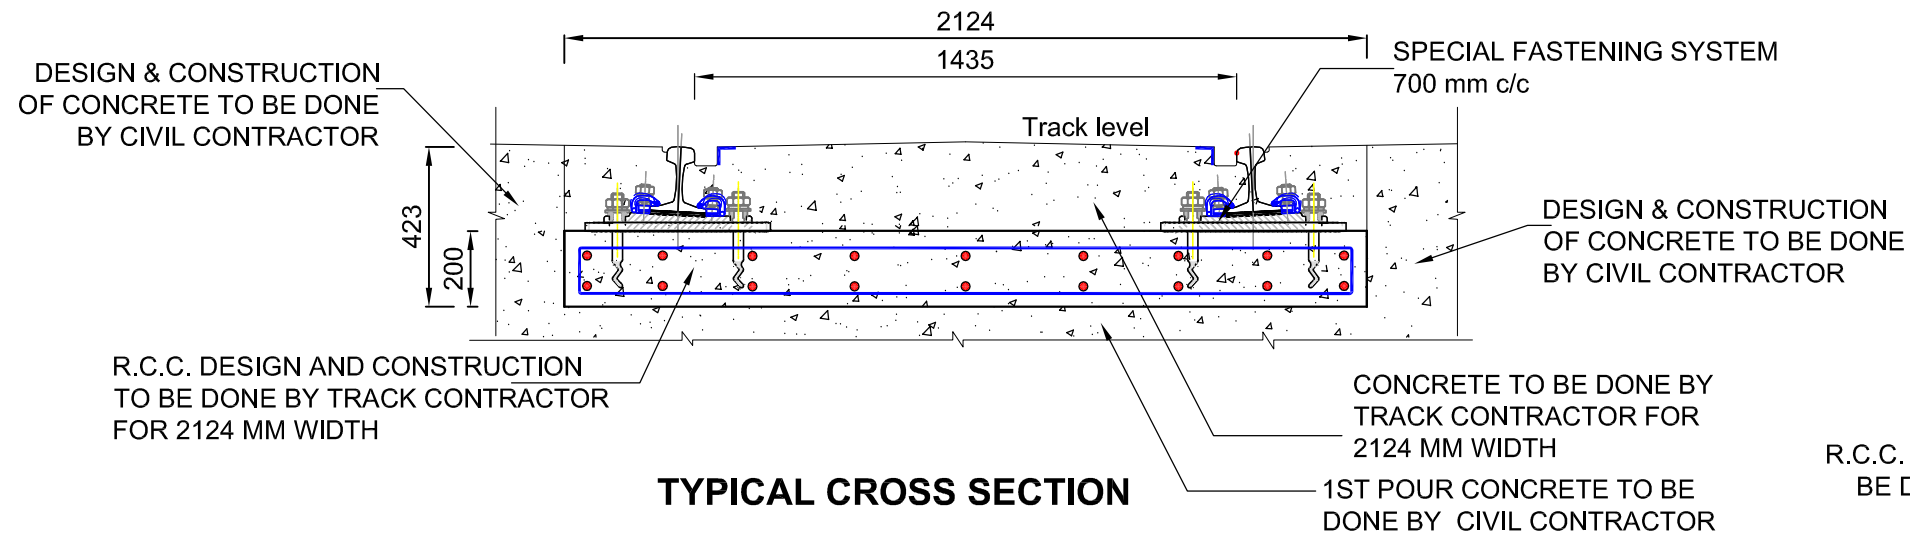 2124
1435
SPECIAL FASTENING SYSTEM
700 mm c/c
DESIGN & CONSTRUCTION
OF CONCRETE TO BE DONE
BY CIVIL CONTRACTOR
Track level
423
200
DESIGN & CONSTRUCTION
OF CONCRETE TO BE DONE
BY CIVIL CONTRACTOR
R.C.C. DESIGN AND CONSTRUCTION
TO BE DONE BY TRACK CONTRACTOR
FOR 2124 MM WIDTH
CONCRETE TO BE DONE BY
TRACK CONTRACTOR FOR
2124 MM WIDTH
R.C.C.
BE D
TYPICAL CROSS SECTION
1ST POUR CONCRETE TO BE
DONE BY CIVIL CONTRACTOR